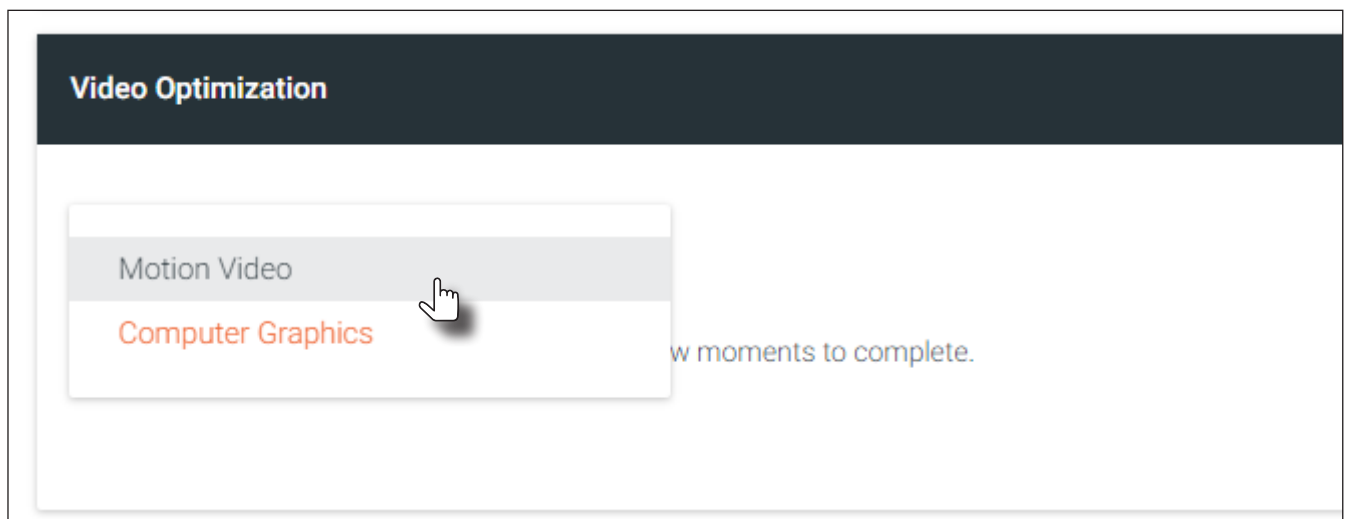 Video Optimization
Motion Video
Computer Graphics
w moments to complete.